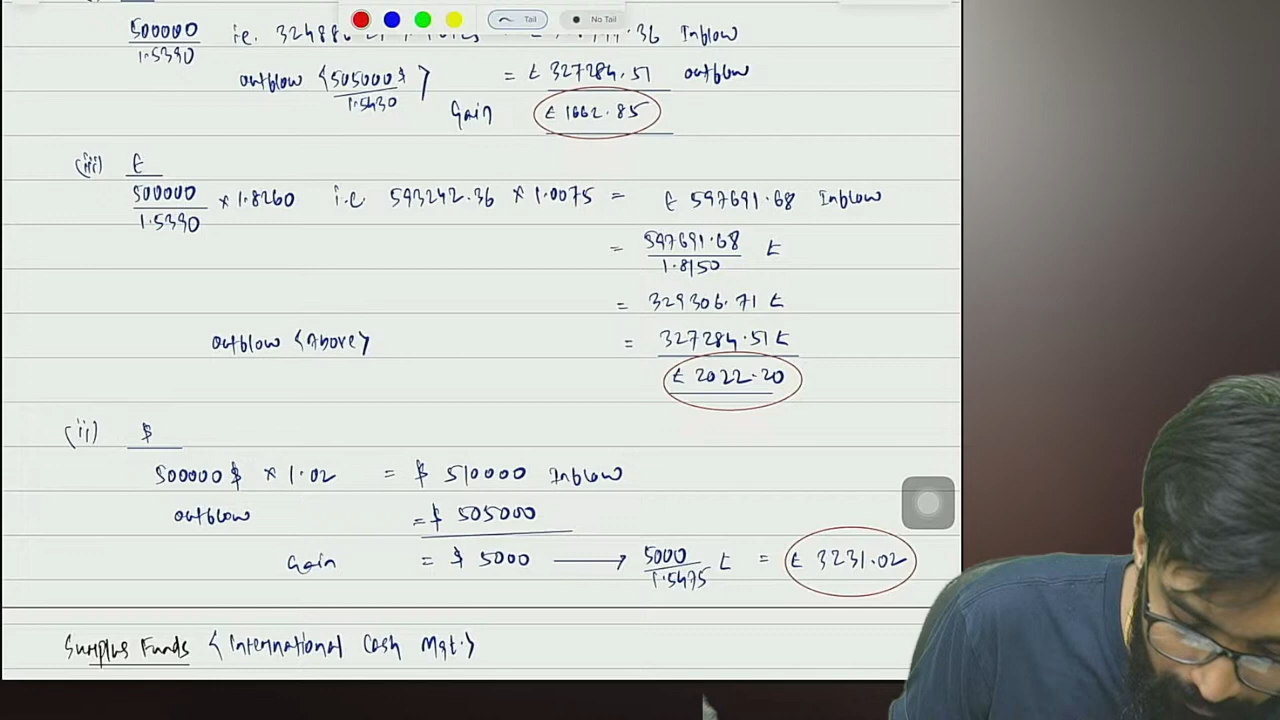 Tail No Tail
500000 / 1.5390 i.e. Inflow
outflow {505000$ / 1.5430} = £ 327284.51 outflow
Gain £ 1662.85
(iii) £
500000 / 1.5390 × 1.8260 i.e 593242.36 × 1.0075 = € 597691.68 Inflow
= 597691.68 / 1.8150 £
= 329306.71 £
outflow {Above} = 327284.51 £
£ 2022.20
(ii) $
500000 $ × 1.02 = $ 510000 Inflow
outflow = $ 505000
Gain = $ 5000 → 5000 / 1.5475 £ = £ 3231.02
Surplus Funds {International Cash Mgt.}